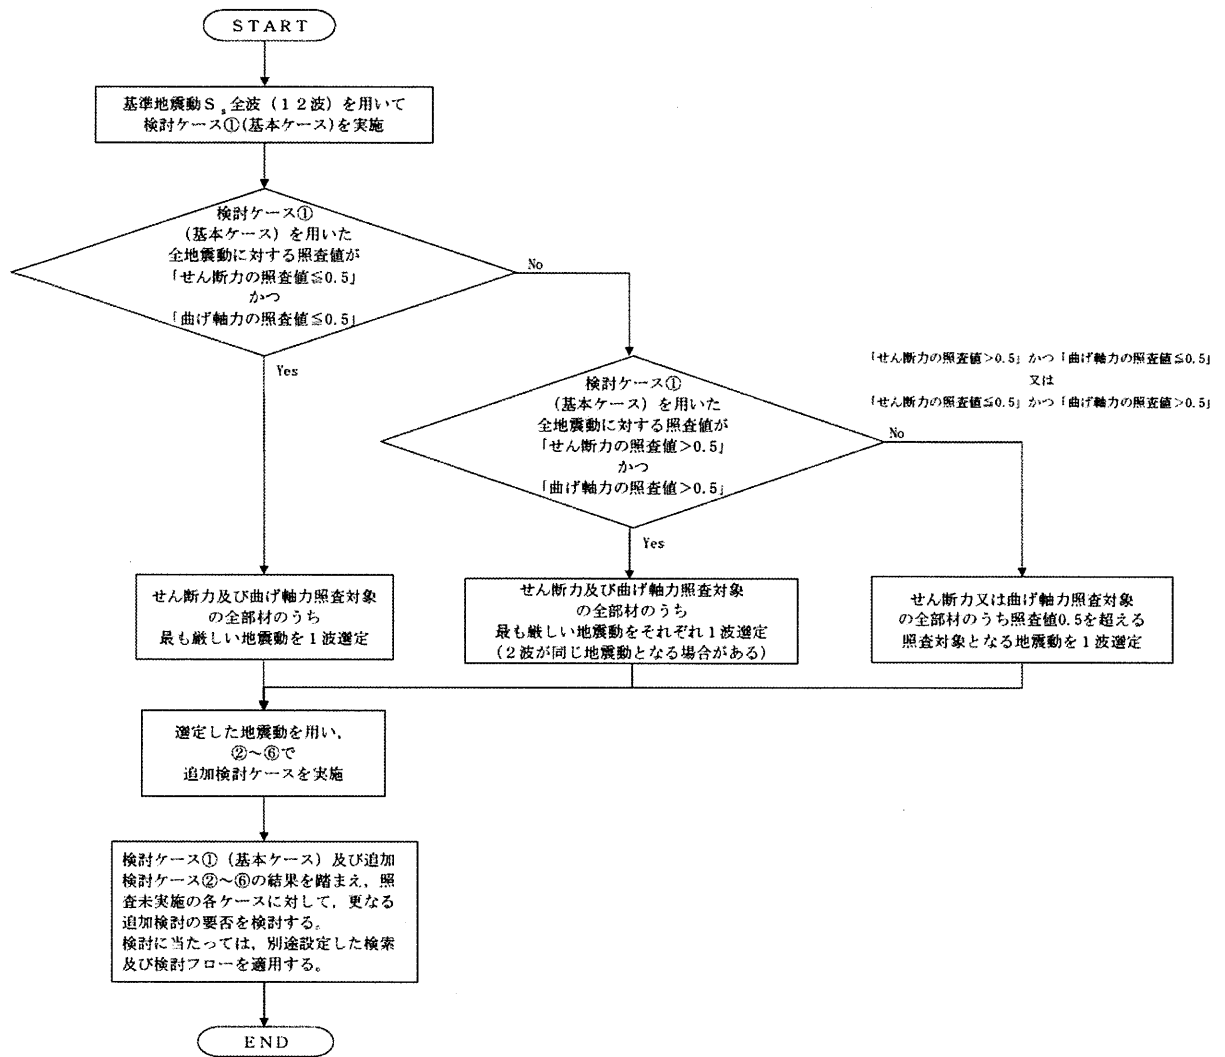 START
基準地震動Ｓｓ全波（１２波）を用いて
検討ケース①(基本ケース)を実施
検討ケース①
(基本ケース）を用いた
全地震動に対する照査値が
「せん断力の照査値≦0.5」
かつ
「曲げ軸力の照査値≦0.5」
No
Yes
「せん断力の照査値>0.5」かつ「曲げ軸力の照査値≦0.5」
又は
「せん断力の照査値≦0.5」かつ「曲げ軸力の照査値>0.5」
検討ケース①
(基本ケース）を用いた
全地震動に対する照査値が
「せん断力の照査値>0.5」
かつ
「曲げ軸力の照査値>0.5」
No
Yes
せん断力及び曲げ軸力照査対象
の全部材のうち
最も厳しい地震動を１波選定
せん断力及び曲げ軸力照査対象
の全部材のうち
最も厳しい地震動をそれぞれ１波選定
(２波が同じ地震動となる場合がある)
せん断力又は曲げ軸力照査対象
の全部材のうち照査値0.5を超える
照査対象となる地震動を１波選定
選定した地震動を用い，
②～⑥で
追加検討ケースを実施
検討ケース①（基本ケース）及び追加
検討ケース②～⑥の結果を踏まえ，照
査未実施の各ケースに対して，更なる
追加検討の要否を検討する。
検討に当たっては，別途設定した検索
及び検討フローを適用する。
END